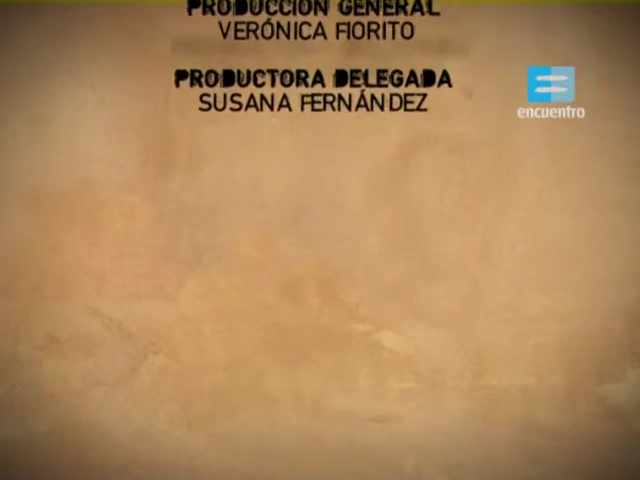 PRODUCCIÓN GENERAL
VERÓNICA FIORITO
PRODUCTORA DELEGADA
SUSANA FERNÁNDEZ
encuentro